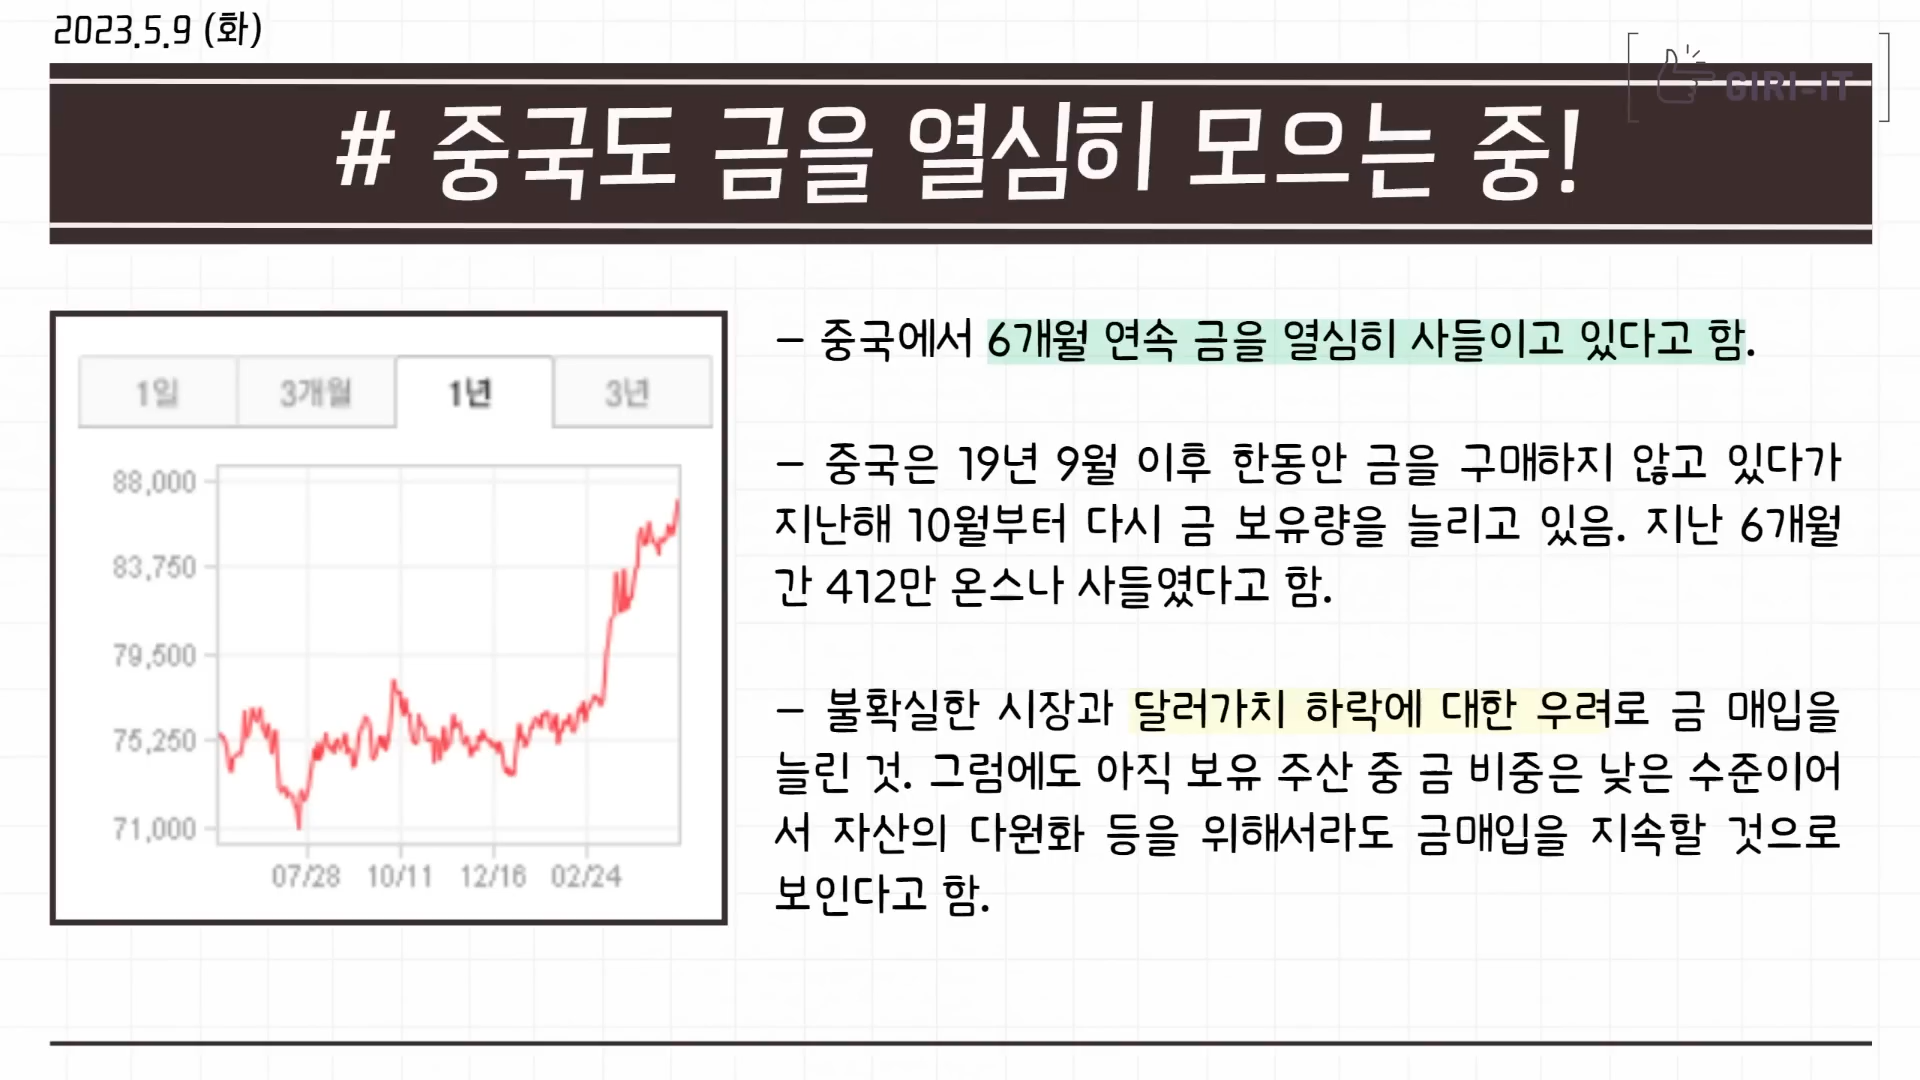 2023.5.9 (화)
GIRI-IT
# 중국도 금을 열심히 모으는 중!
1일 3개월 1년 3년
88,000
83,750
79,500
75,250
71,000
07/28 10/11 12/16 02/24
– 중국에서 6개월 연속 금을 열심히 사들이고 있다고 함.
– 중국은 19년 9월 이후 한동안 금을 구매하지 않고 있다가
지난해 10월부터 다시 금 보유량을 늘리고 있음. 지난 6개월
간 412만 온스나 사들였다고 함.
– 불확실한 시장과 달러가치 하락에 대한 우려로 금 매입을
늘린 것. 그럼에도 아직 보유 주산 중 금 비중은 낮은 수준이어
서 자산의 다원화 등을 위해서라도 금매입을 지속할 것으로
보인다고 함.